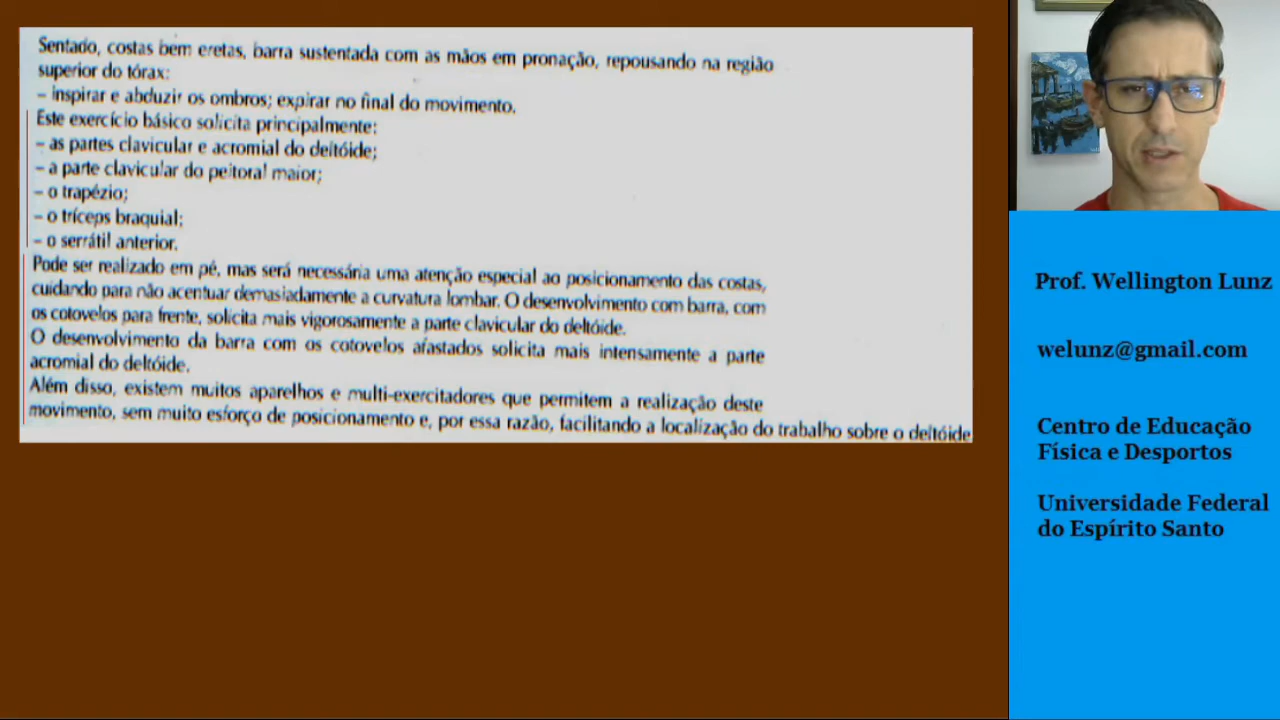 Sentado, costas bem eretas, barra sustentada com as mãos em pronação, repousando na região
superior do tórax:
– inspirar e abduzir os ombros; expirar no final do movimento.
Este exercício básico solicita principalmente:
– as partes clavicular e acromial do deltóide;
– a parte clavicular do peitoral maior;
– o trapézio;
– o tríceps braquial;
– o serrátil anterior.
Pode ser realizado em pé, mas será necessária uma atenção especial ao posicionamento das costas,
cuidando para não acentuar demasiadamente a curvatura lombar. O desenvolvimento com barra, com
os cotovelos para frente, solicita mais vigorosamente a parte clavicular do deltóide.
O desenvolvimento da barra com os cotovelos afastados solicita mais intensamente a parte
acromial do deltóide.
Além disso, existem muitos aparelhos e multi-exercitadores que permitem a realização deste
movimento, sem muito esforço de posicionamento e, por essa razão, facilitando a localização do trabalho sobre o deltóide
Prof. Wellington Lunz
welunz@gmail.com
Centro de Educação
Física e Desportos
Universidade Federal
do Espírito Santo